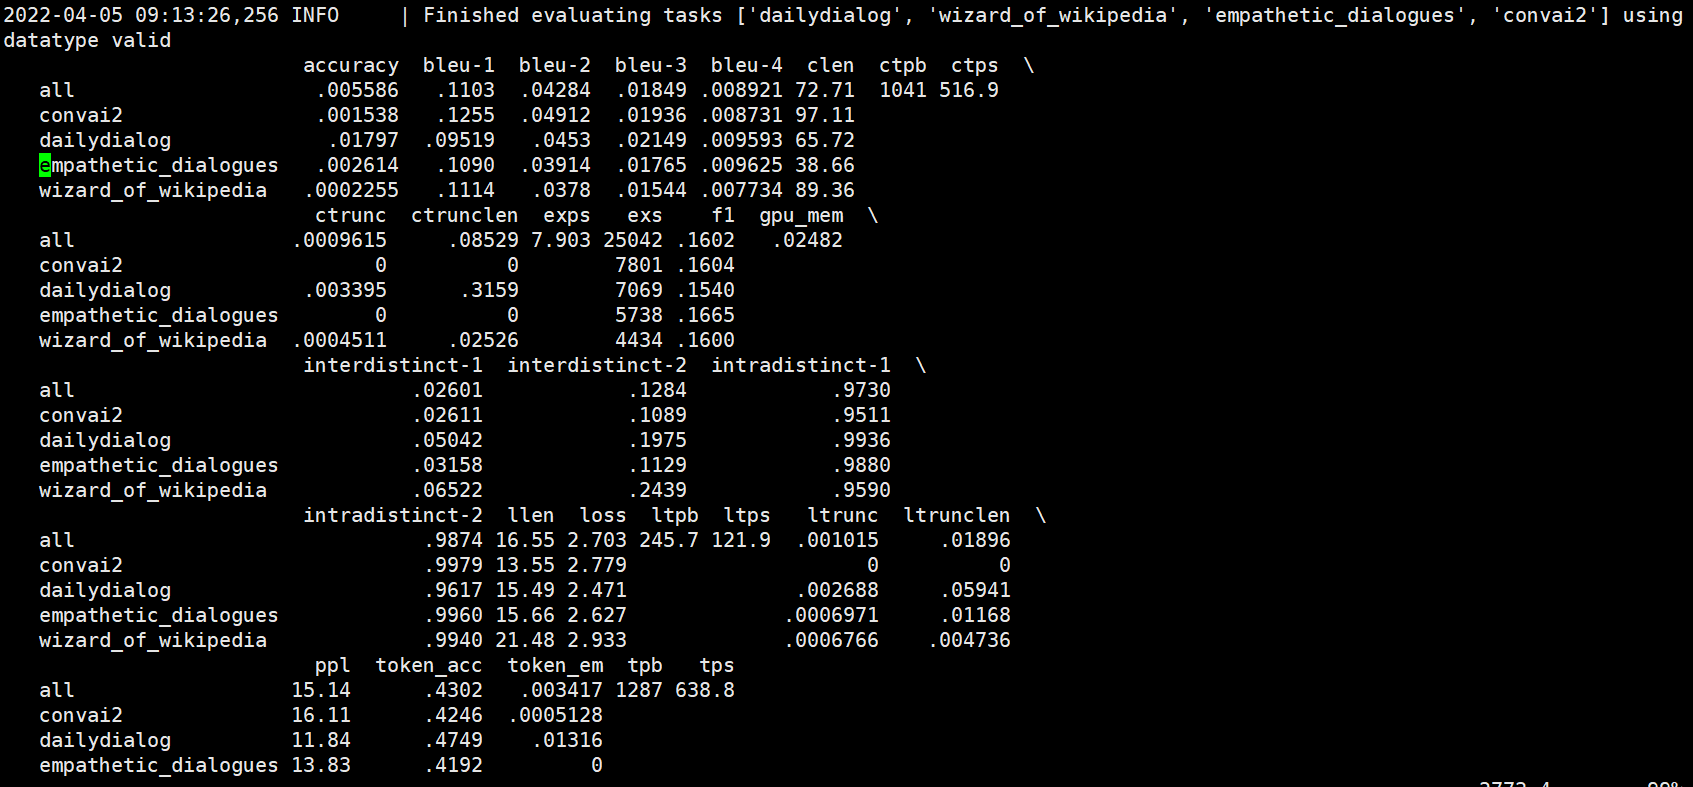 2022-04-05 09:13:26,256 INFO     | Finished evaluating tasks ['dailydialog', 'wizard_of_wikipedia', 'empathetic_dialogues', 'convai2'] using
datatype valid
                         accuracy  bleu-1  bleu-2  bleu-3  bleu-4  clen  ctpb  ctps  \
   all                    .005586   .1103  .04284  .01849 .008921 72.71  1041 516.9
   convai2                .001538   .1255  .04912  .01936 .008731 97.11
   dailydialog             .01797  .09519   .0453  .02149 .009593 65.72
   empathetic_dialogues   .002614   .1090  .03914  .01765 .009625 38.66
   wizard_of_wikipedia   .0002255   .1114   .0378  .01544 .007734 89.36
                          ctrunc  ctrunclen  exps   exs    f1  gpu_mem  \
   all                  .0009615     .08529 7.903 25042 .1602   .02482
   convai2                     0          0        7801 .1604
   dailydialog           .003395      .3159        7069 .1540
   empathetic_dialogues        0          0        5738 .1665
   wizard_of_wikipedia  .0004511     .02526        4434 .1600
                         interdistinct-1  interdistinct-2  intradistinct-1  \
   all                            .02601            .1284            .9730
   convai2                        .02611            .1089            .9511
   dailydialog                    .05042            .1975            .9936
   empathetic_dialogues           .03158            .1129            .9880
   wizard_of_wikipedia            .06522            .2439            .9590
                         intradistinct-2  llen  loss  ltpb  ltps   ltrunc  ltrunclen  \
   all                             .9874 16.55 2.703 245.7 121.9  .001015     .01896
   convai2                         .9979 13.55 2.779                    0          0
   dailydialog                     .9617 15.49 2.471              .002688     .05941
   empathetic_dialogues            .9960 15.66 2.627             .0006971     .01168
   wizard_of_wikipedia             .9940 21.48 2.933             .0006766    .004736
                          ppl  token_acc  token_em  tpb   tps
   all                  15.14      .4302   .003417 1287 638.8
   convai2              16.11      .4246  .0005128
   dailydialog          11.84      .4749    .01316
   empathetic_dialogues 13.83      .4192         0